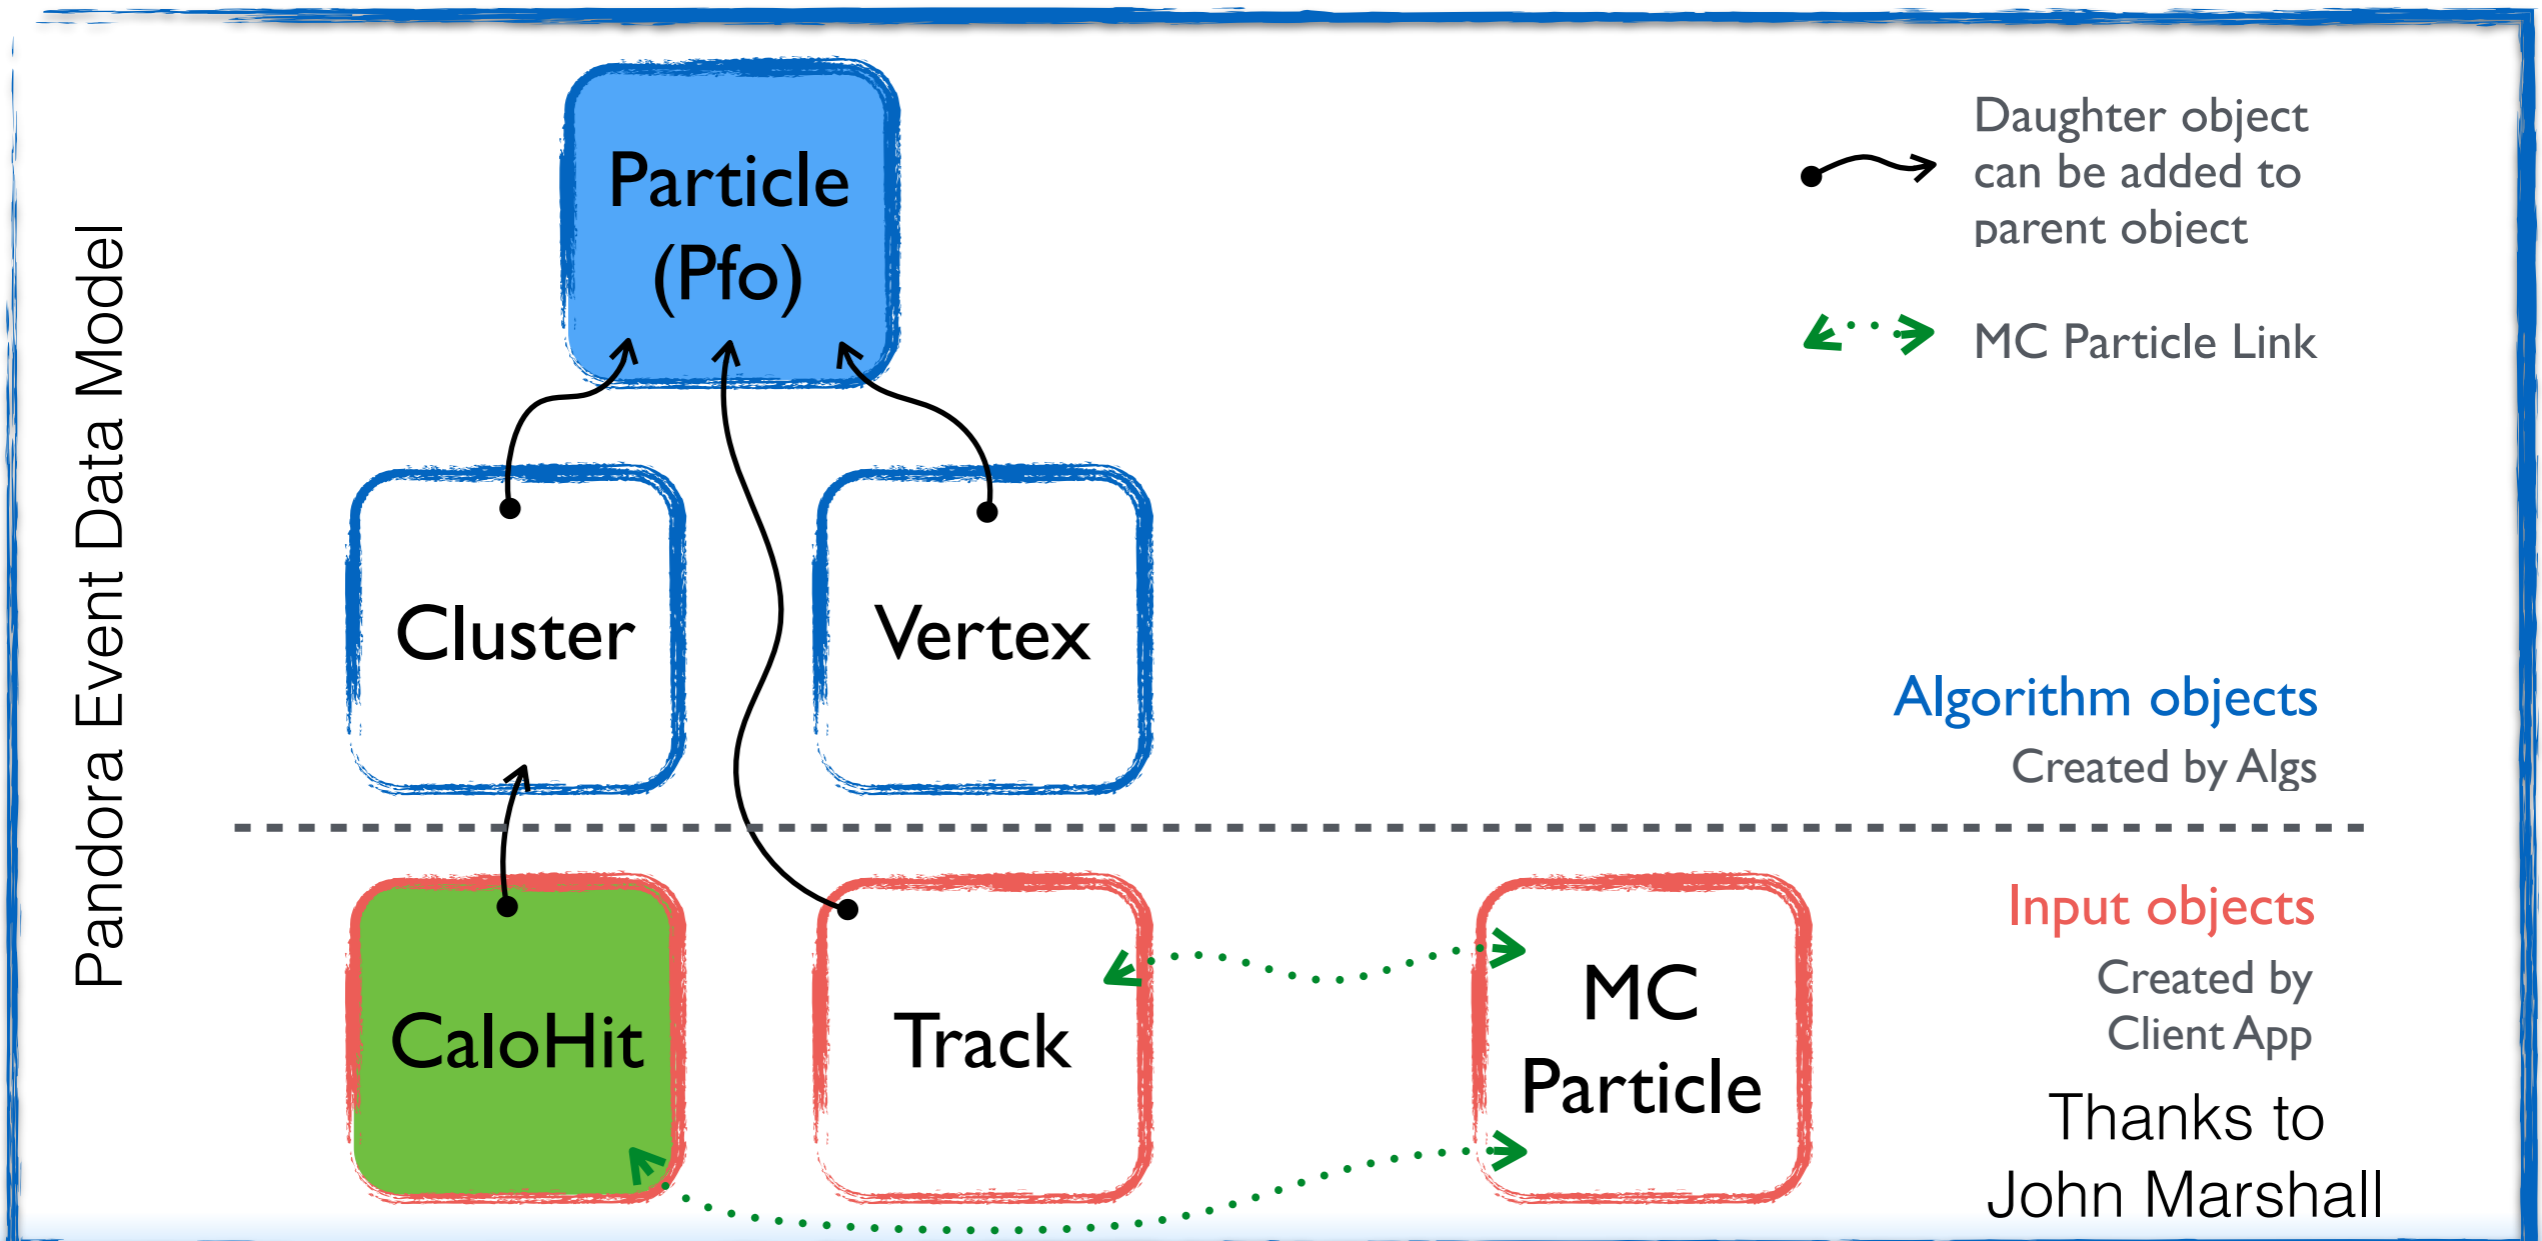 Pandora Event Data Model
Particle
(Pfo)
Daughter object
can be added to
parent object
MC Particle Link
Cluster
Vertex
Algorithm objects
Created by Algs
CaloHit
Track
MC
Particle
Input objects
Created by
Client App
Thanks to
John Marshall